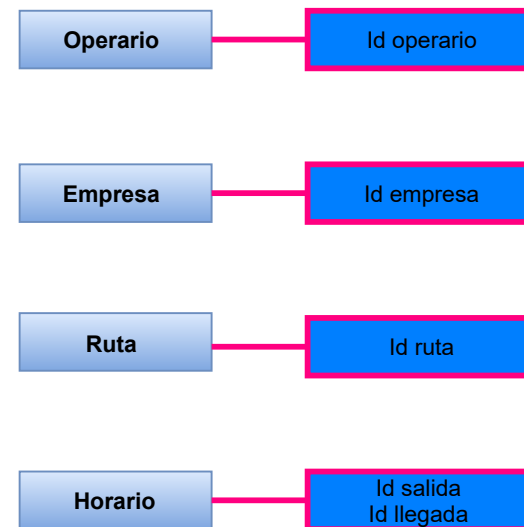 Operario
Id operario
Empresa
Id empresa
Ruta
Id ruta
Horario
Id salida
Id llegada